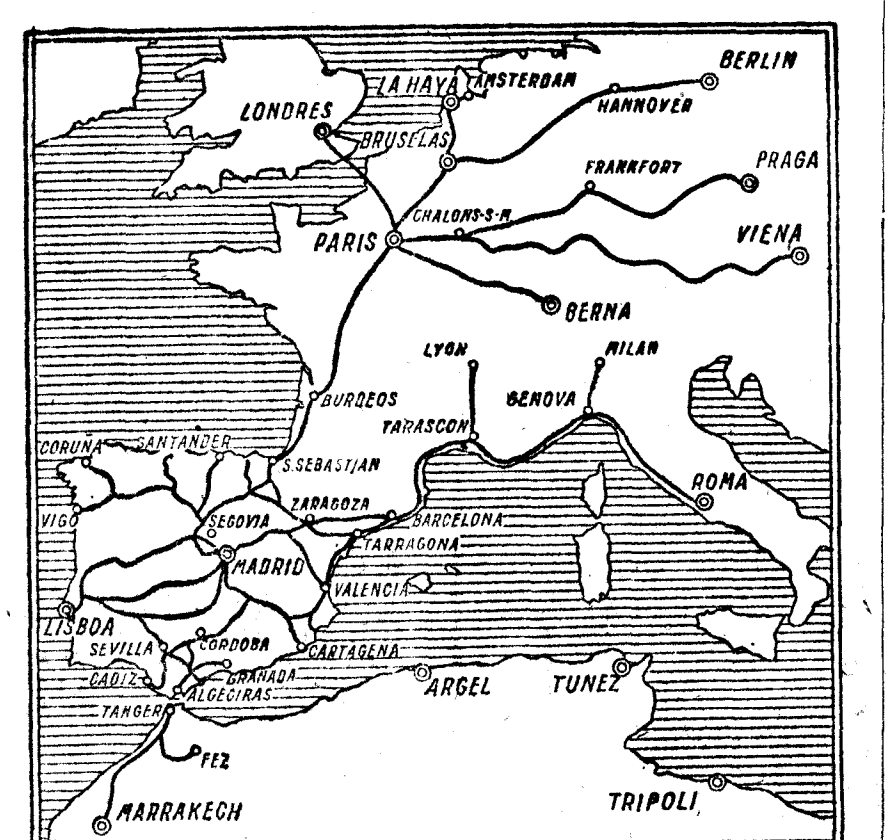 BERLIN
LA HAYA
AMSTERDAM
HANNOVER
LONDRES
BRUSELAS
FRANKFORT
PRAGA
CHALONS-S-M.
PARIS
VIENA
BERNA
LYON
MILAN
BURDEOS
GENOVA
TARASCON
CORUÑA
SANTANDER
S.SEBASTIAN
ROMA
ZARAGOZA
VIGO
SEGOVIA
BARCELONA
TARRAGONA
MADRID
VALENCIA
LISBOA
SEVILLA
CORDOBA
CARTAGENA
CADIZ
GRANADA
ALGECIRAS
ARGEL
TUNEZ
TANGER
FEZ
MARRAKECH
TRIPOLI